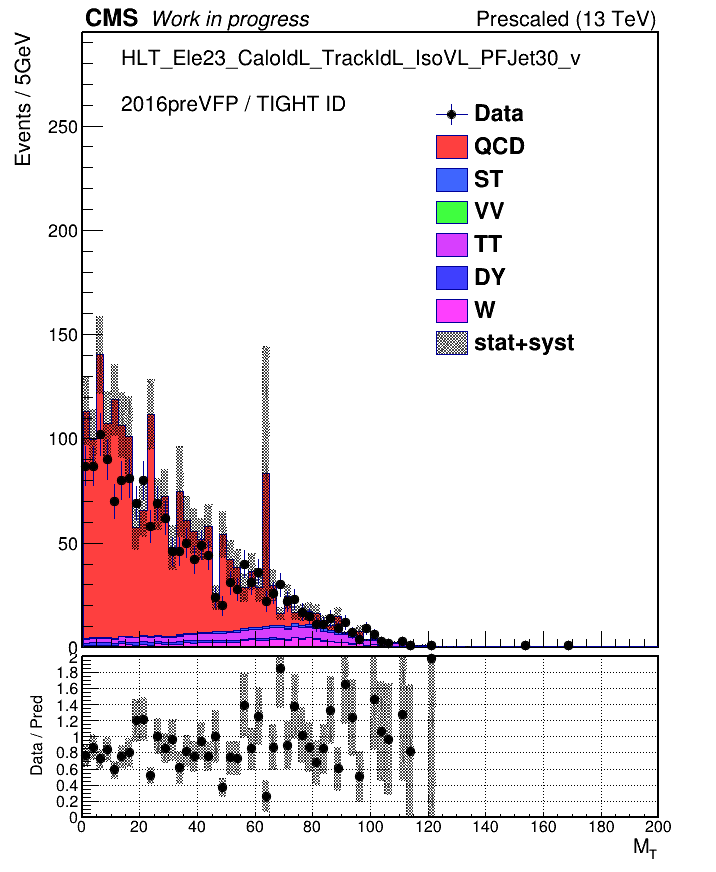 CMS Work in progress Prescaled (13 TeV)
HLT_Ele23_CaloIdL_TrackIdL_IsoVL_PFJet30_v
2016preVFP / TIGHT ID
Events / 5GeV
250
200
150
100
50
0
Data
QCD
ST
VV
TT
DY
W
stat+syst
Data / Pred
2
1.8
1.6
1.4
1.2
1
0.8
0.6
0.4
0.2
0
0 20 40 60 80 100 120 140 160 180 200
M_T